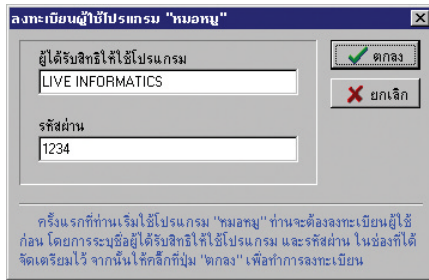 ลงทะเบียนผู้ใช้โปรแกรม "หมอหมู"
ผู้ได้รับสิทธิให้ใช้โปรแกรม
LIVE INFORMATICS
ตกลง
ยกเลิก
รหัสผ่าน
1234
ครั้งแรกที่ท่านเริ่มใช้โปรแกรม "หมอหมู" ท่านจะต้องลงทะเบียนผู้ใช้
ก่อน โดยการระบุชื่อผู้ได้รับสิทธิให้ใช้โปรแกรม และรหัสผ่าน ในช่องที่ได้
จัดเตรียมไว้ จากนั้นให้คลิ๊กที่ปุ่ม "ตกลง" เพื่อทำการลงทะเบียน